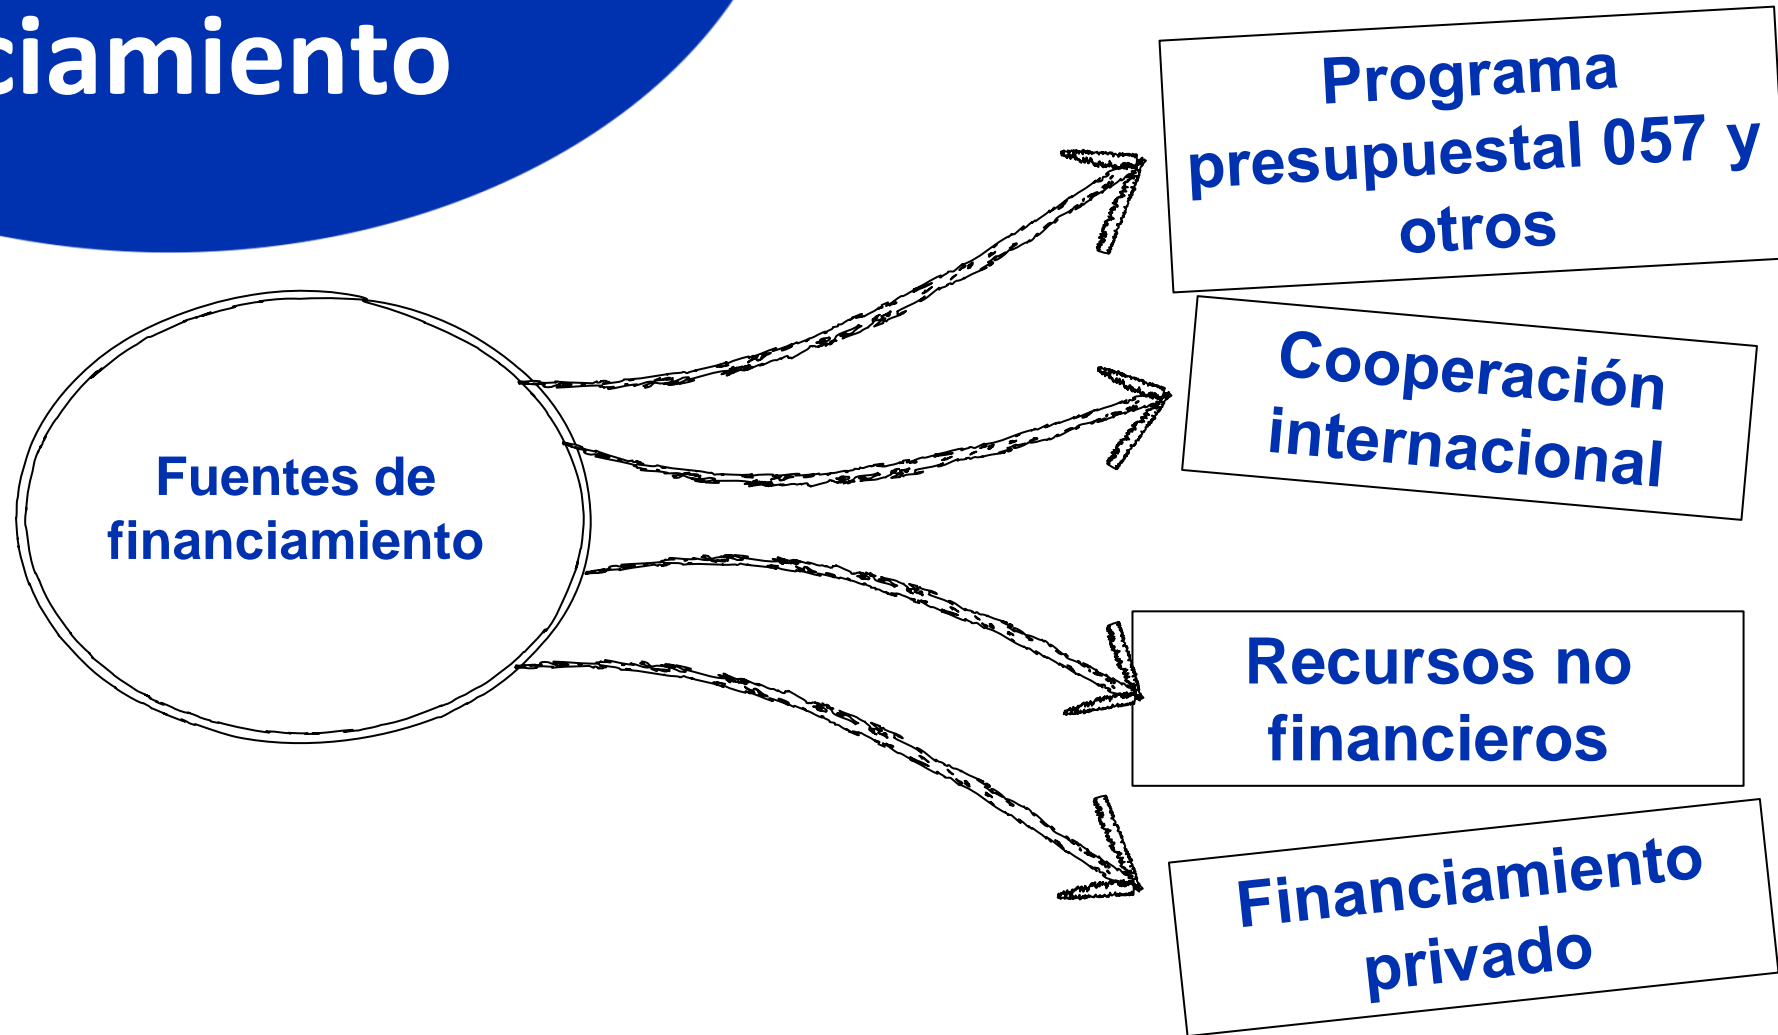 ciamiento
Programa
presupuestal 057 y
otros
Cooperación
internacional
Fuentes de
financiamiento
Recursos no
financieros
Financiamiento
privado